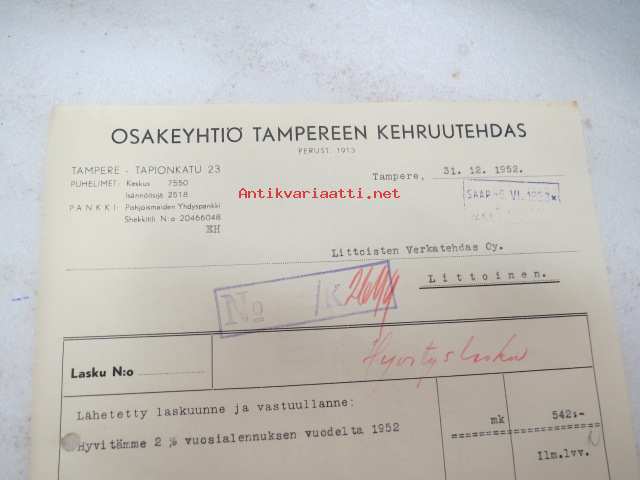 OSAKEYHTIÖ TAMPEREEN KEHRUUTEHDAS
PERUST. 1913
TAMPERE - TAPIONKATU 23
PUHELIMET: Keskus 7550
Isännöitsijä 2518
PANKKI: Pohjoismaiden Yhdyspankki
Shekkitili N:o 20466048
EH
Tampere, 31. 12. 1952.
Antikvariaatti.net
SAAP
Littoisten Verkatehdas Oy.
Littoinen.
No /K
Hyvityslasku
Lasku N:o
Lähetetty laskuunne ja vastuullanne:
Hyvitämme 2 % vuosialennuksen vuodelta 1952
mk 542:-
Ilm.lvv.